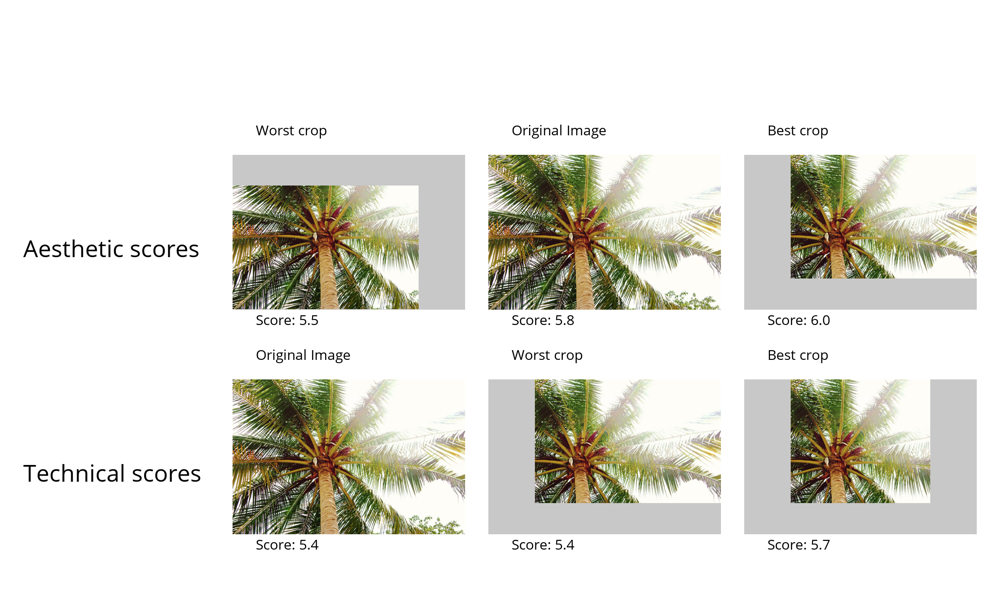 Worst crop
Original Image
Best crop
Aesthetic scores
Score: 5.5
Score: 5.8
Score: 6.0
Original Image
Worst crop
Best crop
Technical scores
Score: 5.4
Score: 5.4
Score: 5.7